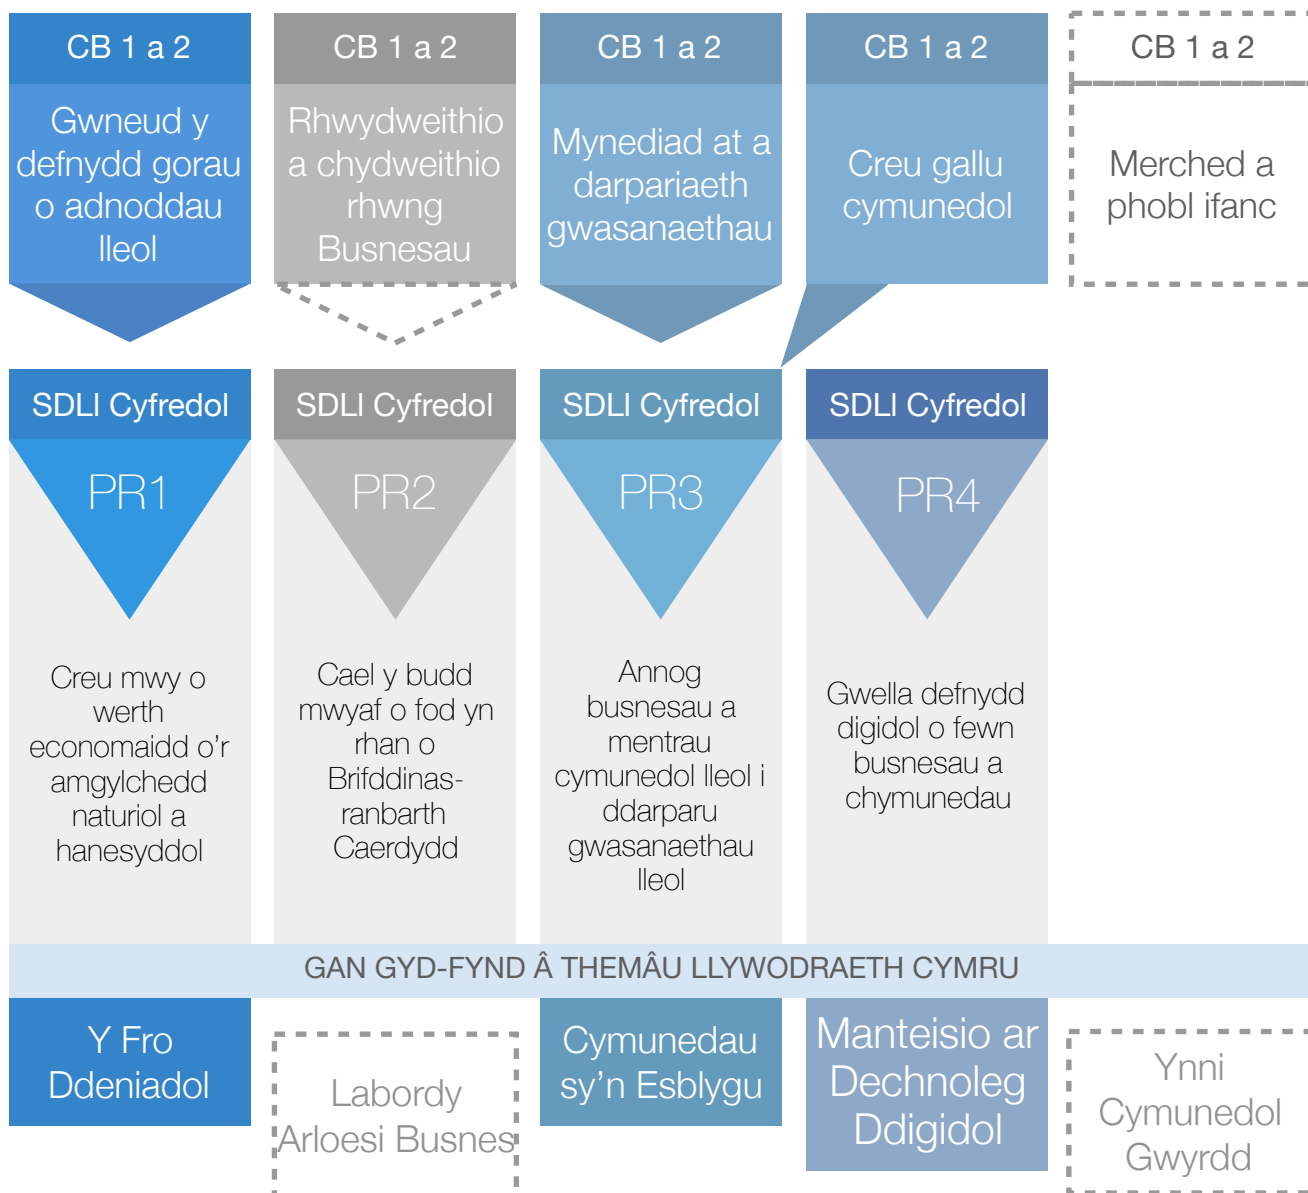 CB 1 a 2
Gwneud y
defnydd gorau
o adnoddau
lleol
CB 1 a 2
Rhwydweithio
a chydweithio
rhwng
Busnesau
CB 1 a 2
Mynediad at a
darpariaeth
gwasanaethau
CB 1 a 2
Creu gallu
cymunedol
CB 1 a 2
Merched a
phobl ifanc
SDLl Cyfredol
PR1
Creu mwy o
werth
economaidd o’r
amgylchedd
naturiol a
hanesyddol
SDLl Cyfredol
PR2
Cael y budd
mwyaf o fod yn
rhan o
Brifddinas-
ranbarth
Caerdydd
SDLl Cyfredol
PR3
Annog
busnesau a
mentrau
cymunedol lleol i
ddarparu
gwasanaethau
lleol
SDLl Cyfredol
PR4
Gwella defnydd
digidol o fewn
busnesau a
chymunedau
GAN GYD-FYND Â THEMÂU LLYWODRAETH CYMRU
Y Fro
Ddeniadol
Labordy
Arloesi Busnes
Cymunedau
sy’n Esblygu
Manteisio ar
Dechnoleg
Ddigidol
Ynni
Cymunedol
Gwyrdd